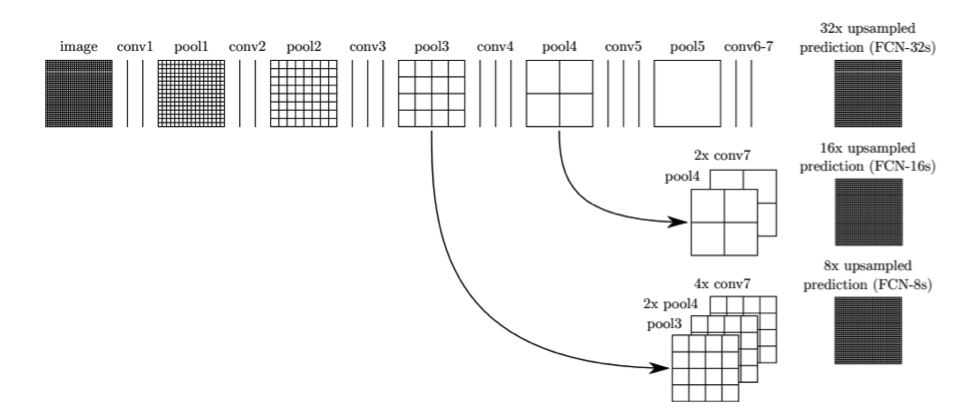 32x upsampled
image conv1 pool1 conv2 pool2 conv3 pool3 conv4 pool4 conv5 pool5 conv6-7 prediction (FCN-32s)
16x upsampled
2x conv7 prediction (FCN-16s)
pool4
8x upsampled
4x conv7 prediction (FCN-8s)
2x pool4
pool3